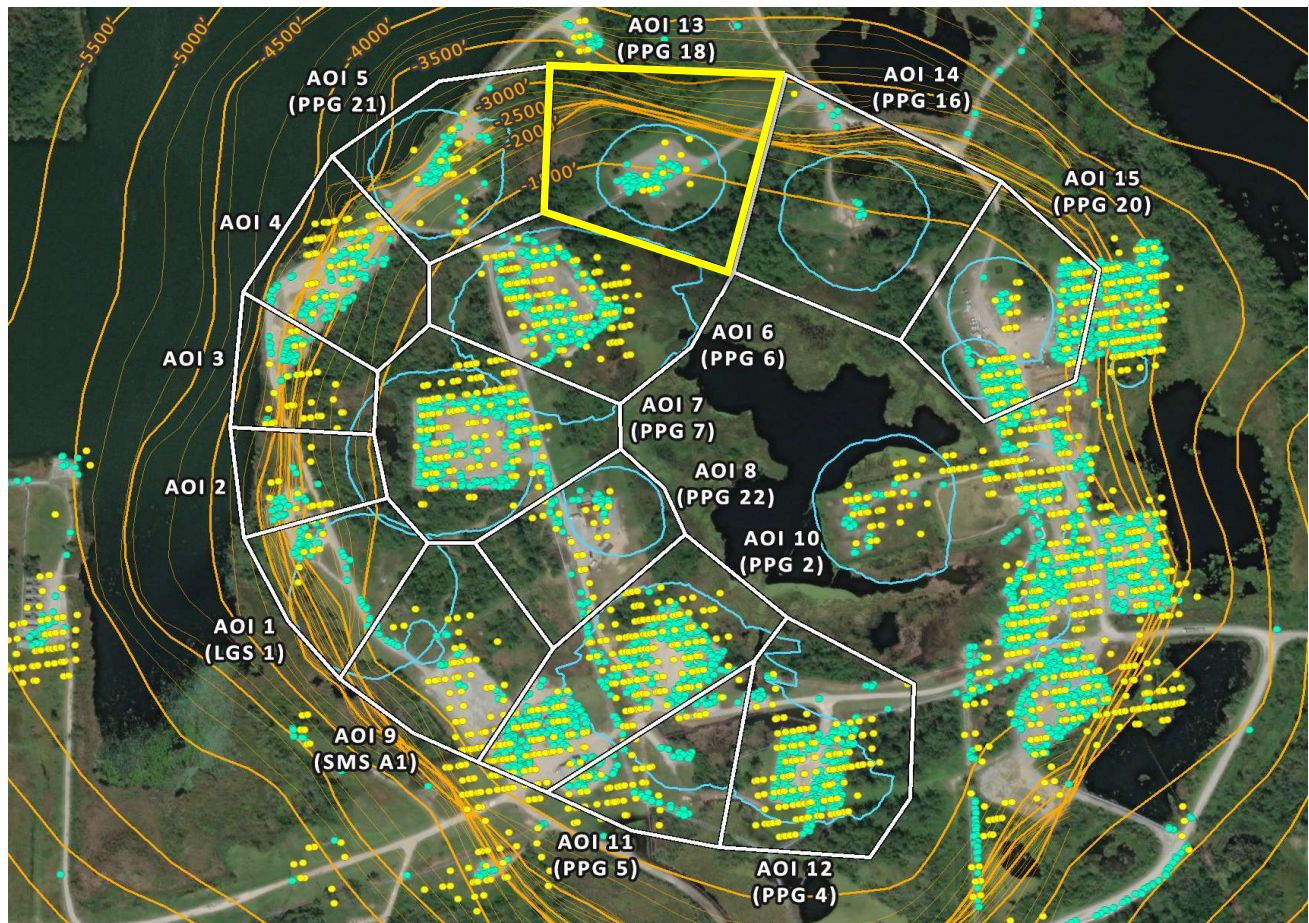 -5500'
-5000'
-4500'
-4000'
-3500'
-3000'
-2500'
-2000'
AOI 13
(PPG 18)
AOI 14
(PPG 16)
AOI 5
(PPG 21)
AOI 15
(PPG 20)
AOI 4
AOI 3
AOI 6
(PPG 6)
AOI 7
(PPG 7)
AOI 2
AOI 8
(PPG 22)
AOI 10
(PPG 2)
AOI 1
(LGS 1)
AOI 9
(SMS A1)
AOI 11
(PPG 5)
AOI 12
(PPG 4)